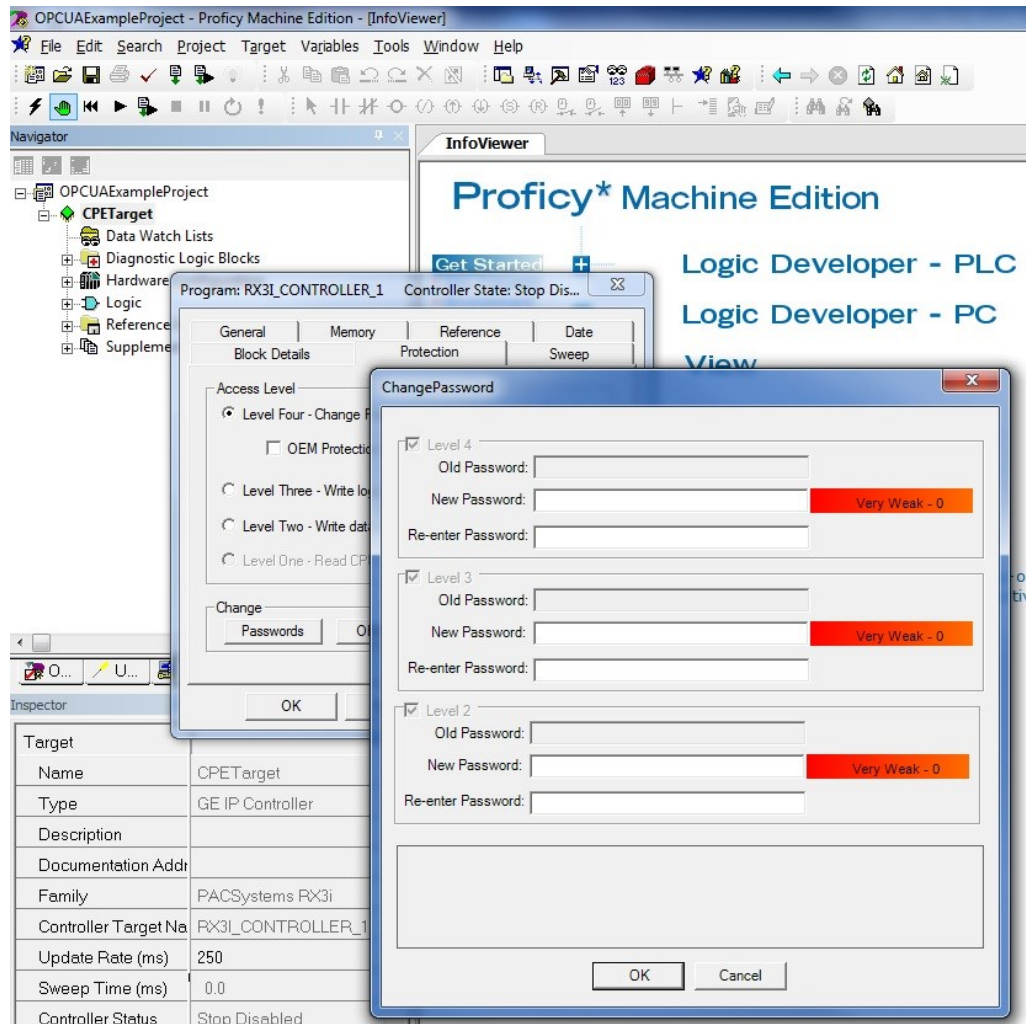 OPCUAExampleProject - Proficy Machine Edition - [InfoViewer]
File Edit Search Project Target Variables Tools Window Help
Navigator
InfoViewer
OPCUAExampleProject
CPETarget
Data Watch Lists
Diagnostic Logic Blocks
Hardware
Logic
Reference
Suppleme
Proficy* Machine Edition
Get Started
Logic Developer - PLC
Logic Developer - PC
View
Program: RX3I_CONTROLLER_1 Controller State: Stop Dis...
General Memory Reference Date
Block Details Protection Sweep
Access Level
Level Four - Change P
OEM Protectio
Level Three - Write lo
Level Two - Write dat
Level One - Read CP
Change
Passwords OE
OK
ChangePassword
Level 4
Old Password:
New Password: Very Weak - 0
Re-enter Password:
Level 3
Old Password:
New Password: Very Weak - 0
Re-enter Password:
Level 2
Old Password:
New Password: Very Weak - 0
Re-enter Password:
OK Cancel
O... U...
Inspector
Target
Name CPETarget
Type GE IP Controller
Description
Documentation Addr
Family PACSystems RX3i
Controller Target Na RX3I_CONTROLLER_1
Update Rate (ms) 250
Sweep Time (ms) 0.0
Controller Status Stop Disabled